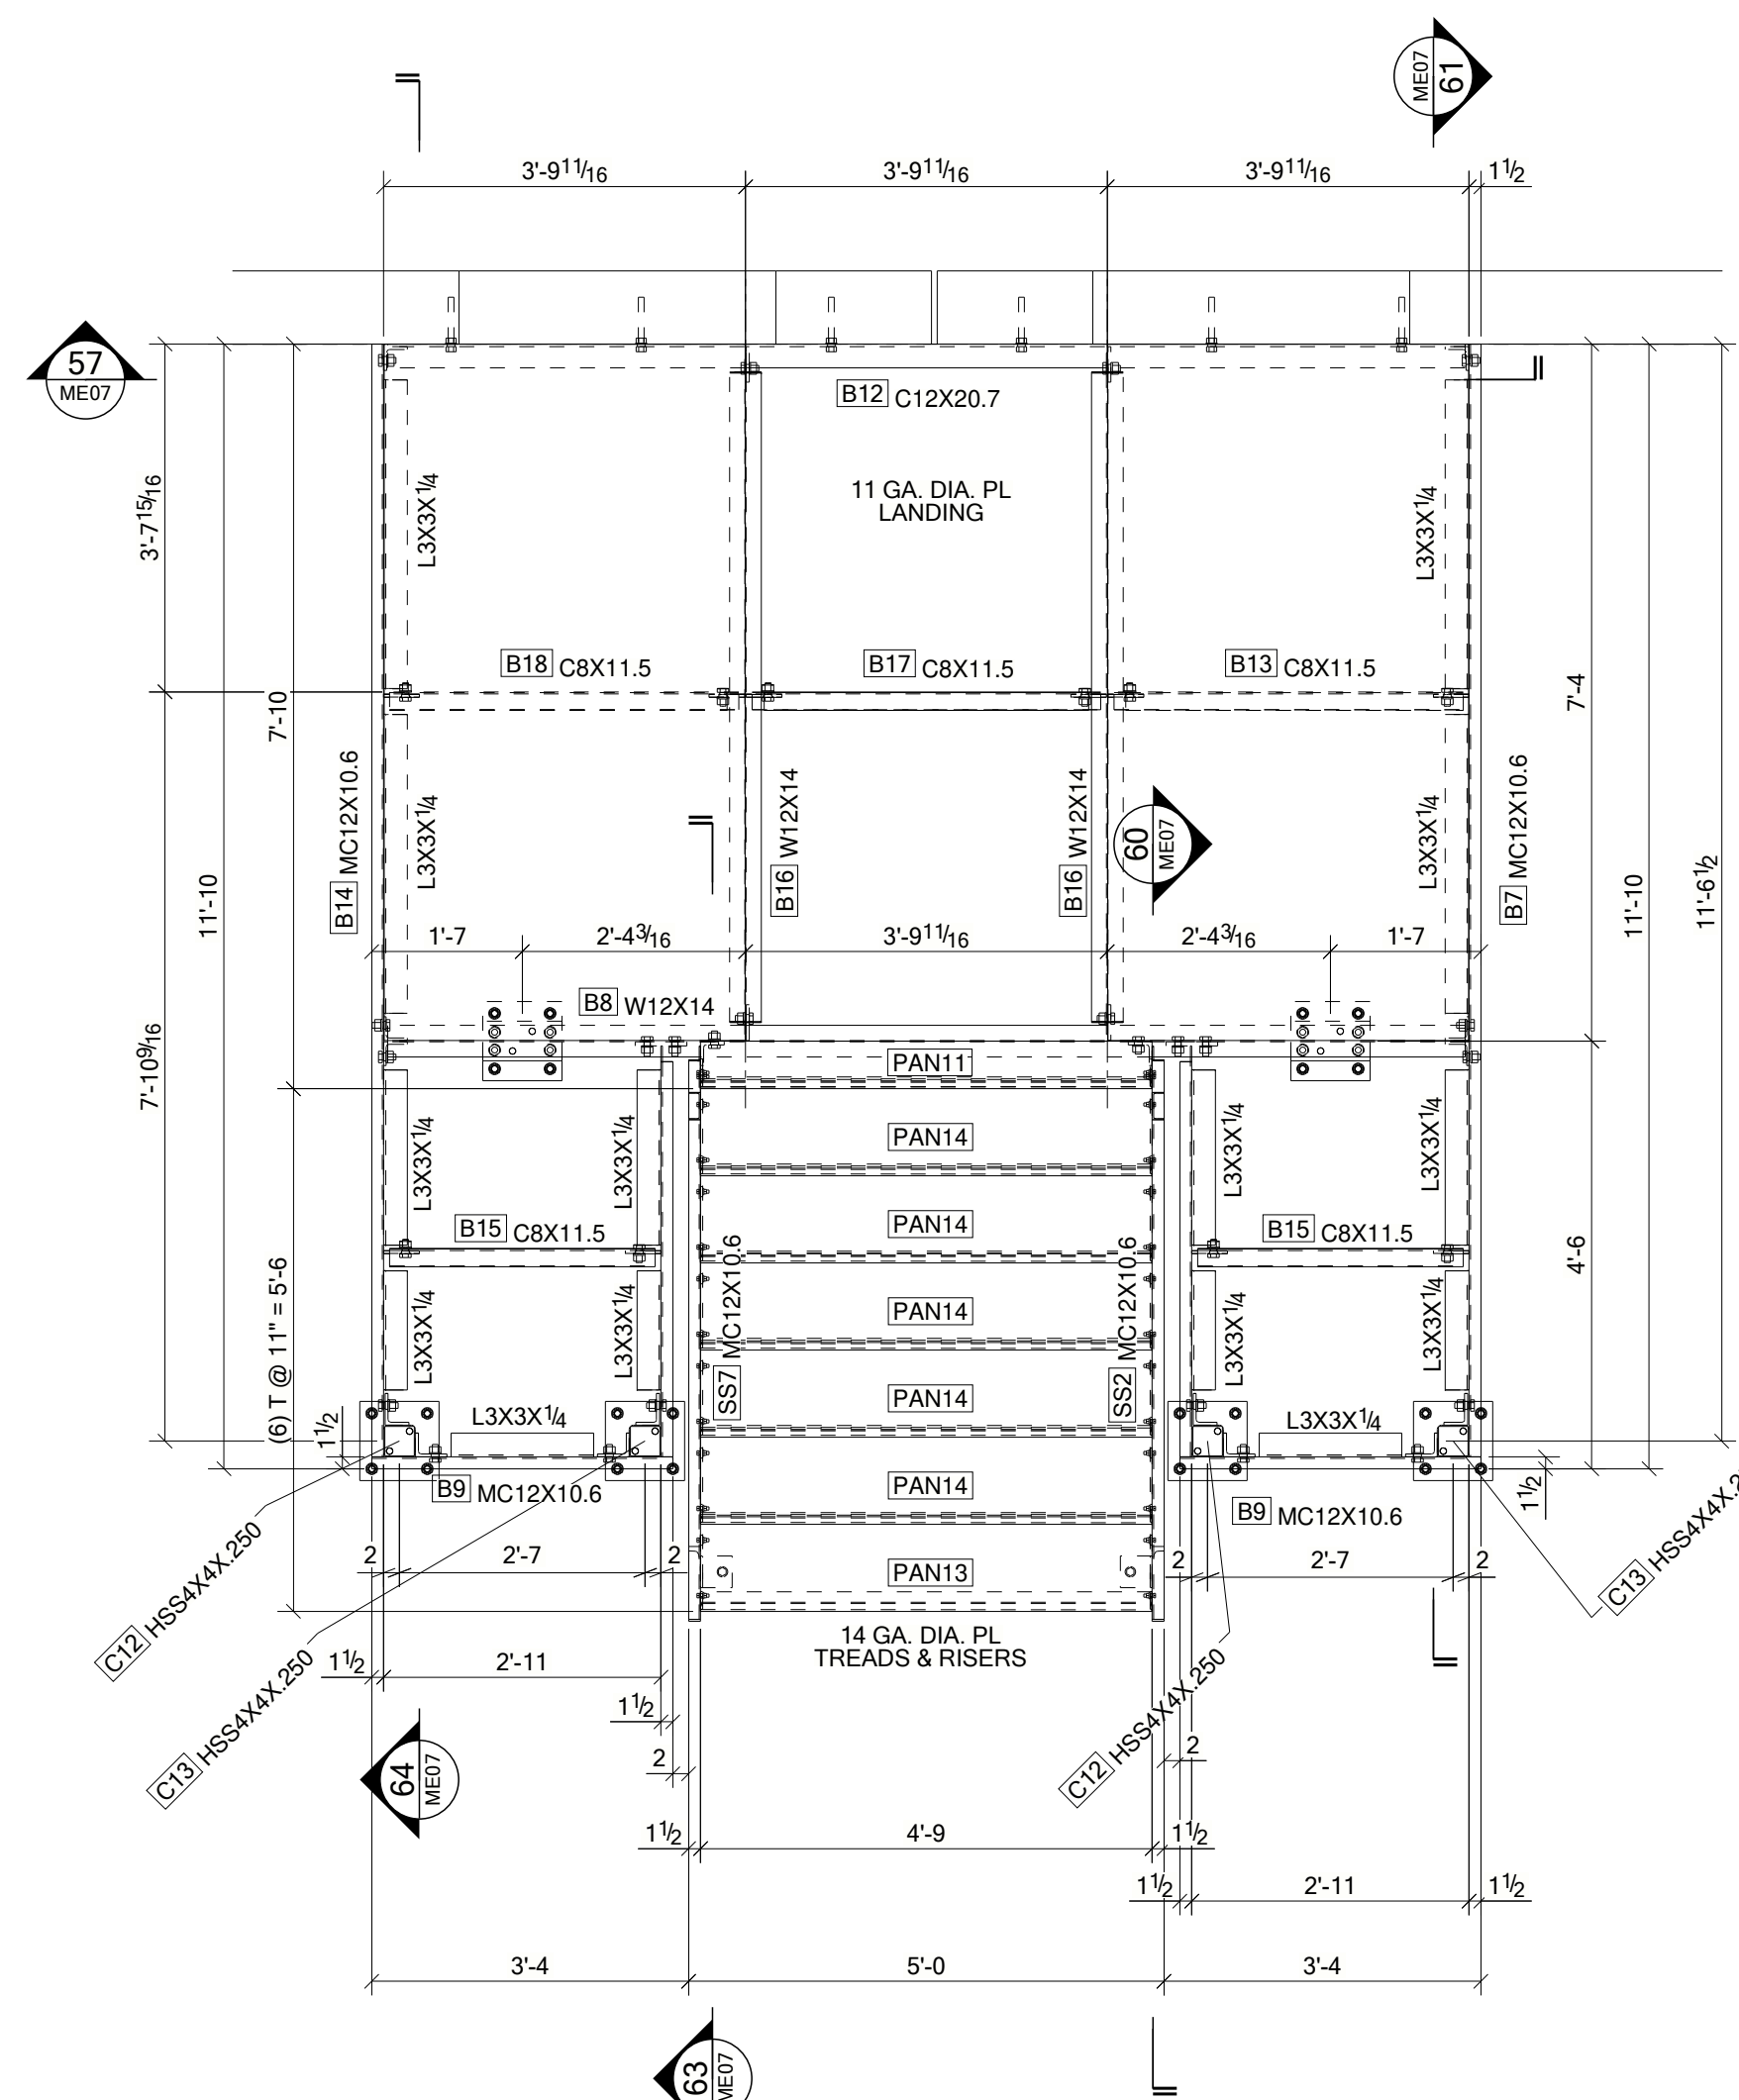 ME07
61
3'-9 11/16
3'-9 11/16
3'-9 11/16
1 1/2
57
ME07
B12 C12X20.7
11 GA. DIA. PL
LANDING
L3X3X1/4
L3X3X1/4
3'-7 15/16
B18 C8X11.5
B17 C8X11.5
B13 C8X11.5
7'-10
7'-4
11'-10
B14 MC12X10.6
L3X3X1/4
B16 W12X14
B16 W12X14
60
ME07
L3X3X1/4
B7 MC12X10.6
11'-10
11'-6 1/2
1'-7
2'-4 3/16
3'-9 11/16
2'-4 3/16
1'-7
B8 W12X14
7'-10 9/16
PAN11
PAN14
L3X3X1/4
L3X3X1/4
L3X3X1/4
L3X3X1/4
B15 C8X11.5
PAN14
B15 C8X11.5
4'-6
(6) T @ 11" = 5'-6
L3X3X1/4
L3X3X1/4
SS7 MC12X10.6
PAN14
SS2 MC12X10.6
L3X3X1/4
L3X3X1/4
PAN14
1 1/2
L3X3X1/4
L3X3X1/4
B9 MC12X10.6
PAN14
B9 MC12X10.6
1 1/2
2
2'-7
2
PAN13
2
2'-7
2
C12 HSS4X4X.250
C13 HSS4X4X.250
C12 HSS4X4X.250
C13 HSS4X4X.2
14 GA. DIA. PL
TREADS & RISERS
1 1/2
2'-11
1 1/2
2
2
64
ME07
1 1/2
4'-9
1 1/2
1 1/2
2'-11
1 1/2
3'-4
5'-0
3'-4
63
ME07